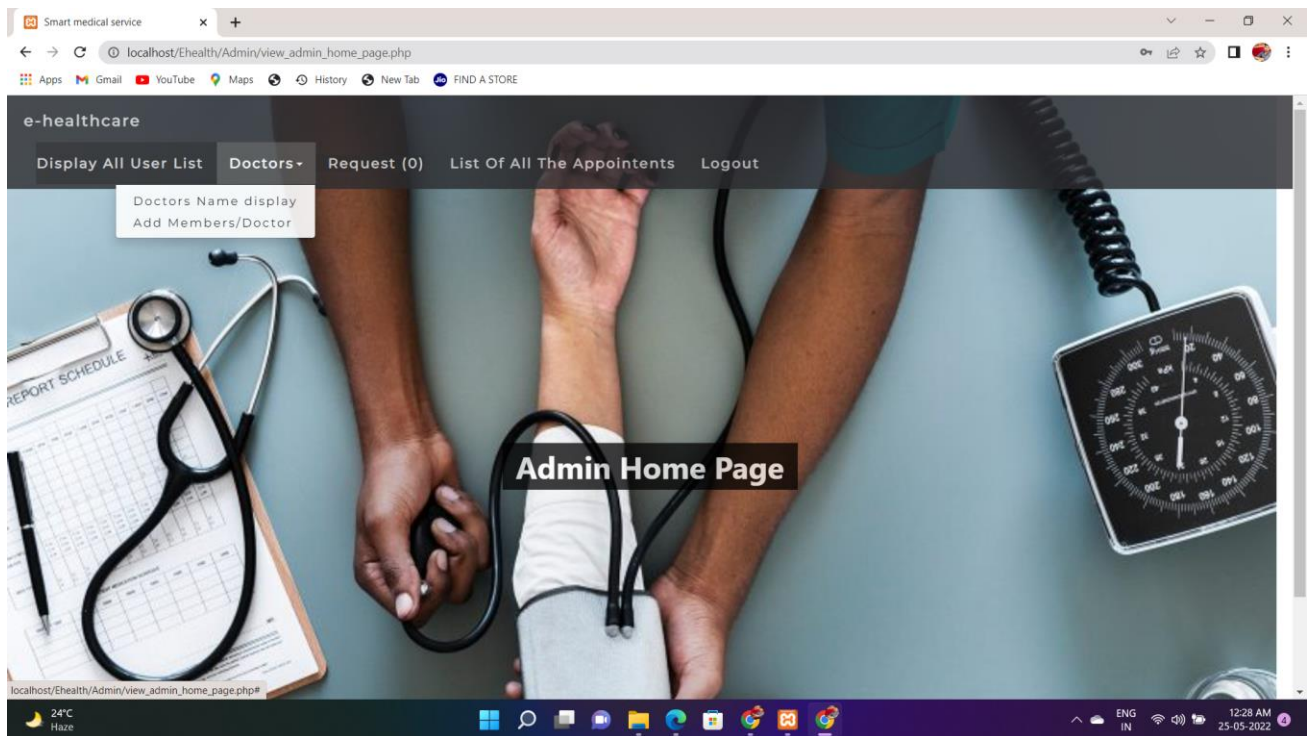 Smart medical service
localhost/Ehealth/Admin/view_admin_home_page.php
Apps Gmail YouTube Maps History New Tab Jio FIND A STORE
e-healthcare
Display All User List Doctors Request (0) List Of All The Appointents Logout
Doctors Name display
Add Members/Doctor
REPORT SCHEDULE
Admin Home Page
localhost/Ehealth/Admin/view_admin_home_page.php#
24°C
Haze
ENG
IN
12:28 AM
25-05-2022
4